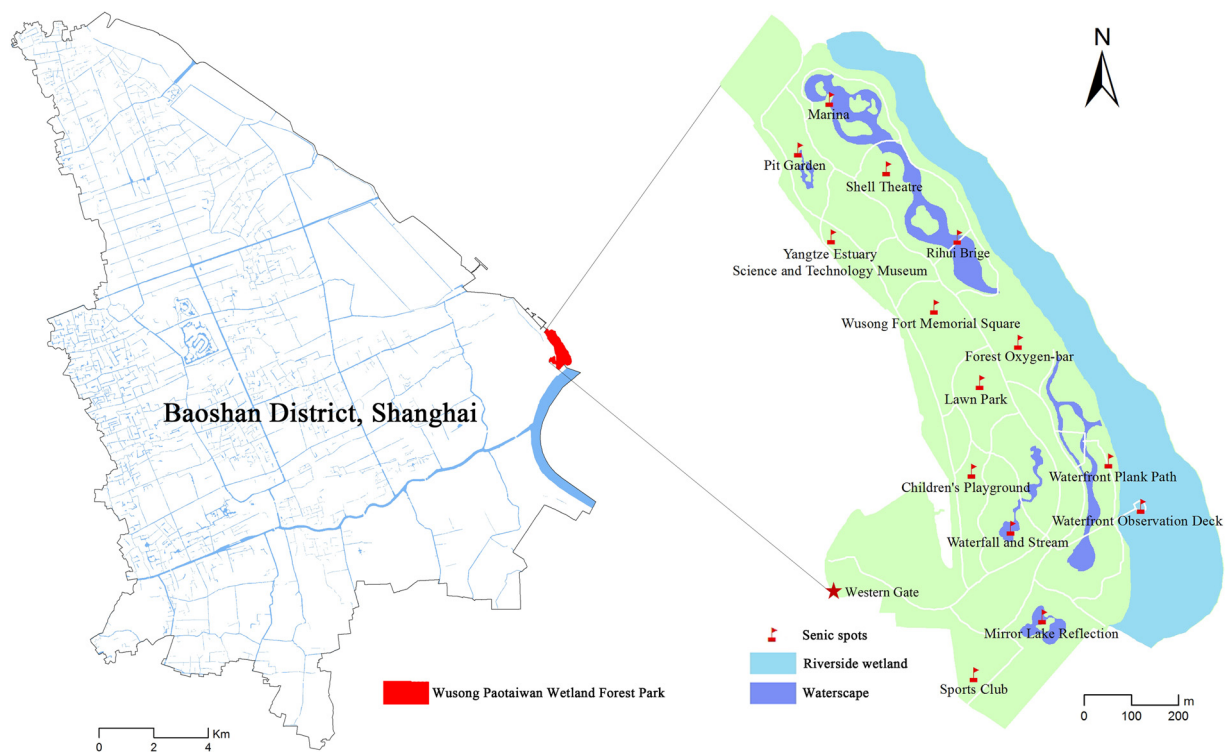 N
Marina
Pit Garden
Shell Theatre
Yangtze Estuary
Science and Technology Museum
Rihui Brige
Wusong Fort Memorial Square
Forest Oxygen-bar
Lawn Park
Baoshan District, Shanghai
Waterfront Plank Path
Children's Playground
Waterfront Observation Deck
Waterfall and Stream
Western Gate
Mirror Lake Reflection
Senic spots
Riverside wetland
Waterscape
Sports Club
Wusong Paotaiwan Wetland Forest Park
m
0 100 200
Km
0 2 4